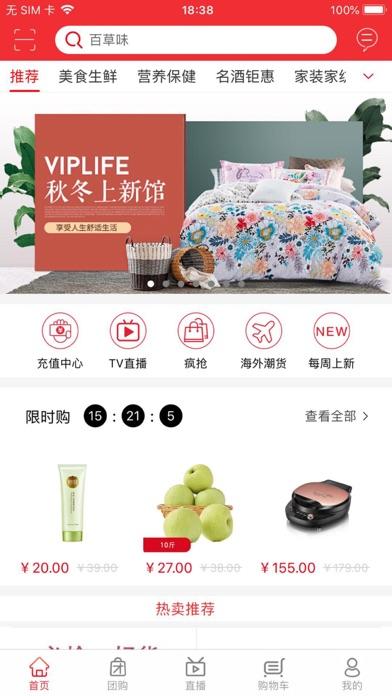 无 SIM 卡 18:38 100%
百草味
推荐 美食生鲜 营养保健 名酒钜惠 家装家纺
VIPLIFE
秋冬上新馆
享受人生舒适生活
NEW
充值中心 TV直播 疯抢 海外潮货 每周上新
限时购 15 : 21 : 5 查看全部
10斤
¥20.00 ¥39.00 ¥27.00 ¥38.00 ¥155.00 ¥179.00
热卖推荐
首页 团购 直播 购物车 我的